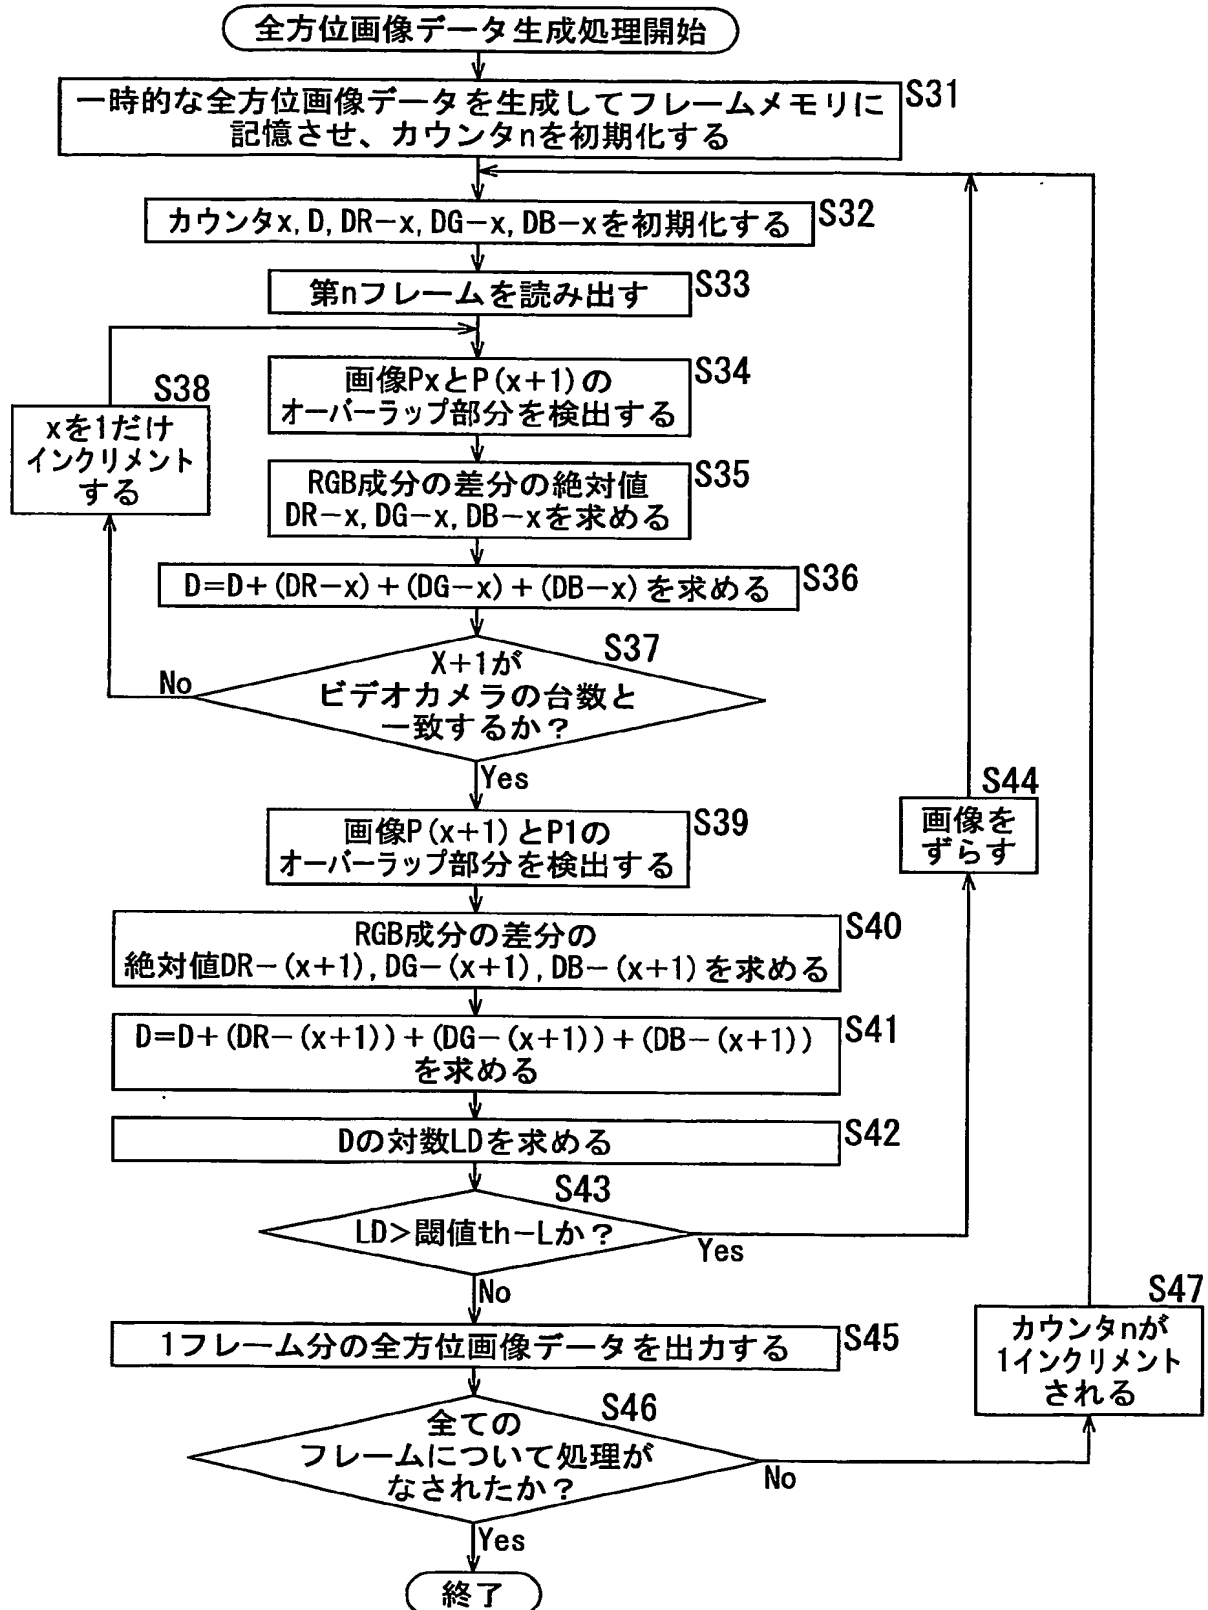 全方位画像データ生成処理開始
一時的な全方位画像データを生成してフレームメモリに
記憶させ、カウンタnを初期化する
S31
カウンタx, D, DR−x, DG−x, DB−xを初期化する
S32
第nフレームを読み出す
S33
画像PxとP(x+1)の
オーバーラップ部分を検出する
S34
S38
xを1だけ
インクリメント
する
RGB成分の差分の絶対値
DR−x, DG−x, DB−xを求める
S35
D=D+(DR−x)+(DG−x)+(DB−x)を求める
S36
S37
X+1が
ビデオカメラの台数と
一致するか?
No
Yes
画像P(x+1)とP1の
オーバーラップ部分を検出する
S39
S44
画像を
ずらす
RGB成分の差分の
絶対値DR−(x+1), DG−(x+1), DB−(x+1)を求める
S40
D=D+(DR−(x+1))+(DG−(x+1))+(DB−(x+1))
を求める
S41
Dの対数LDを求める
S42
S43
LD>閾値th−Lか?
Yes
No
1フレーム分の全方位画像データを出力する
S45
S47
カウンタnが
1インクリメント
される
S46
全ての
フレームについて処理が
なされたか?
No
Yes
終了